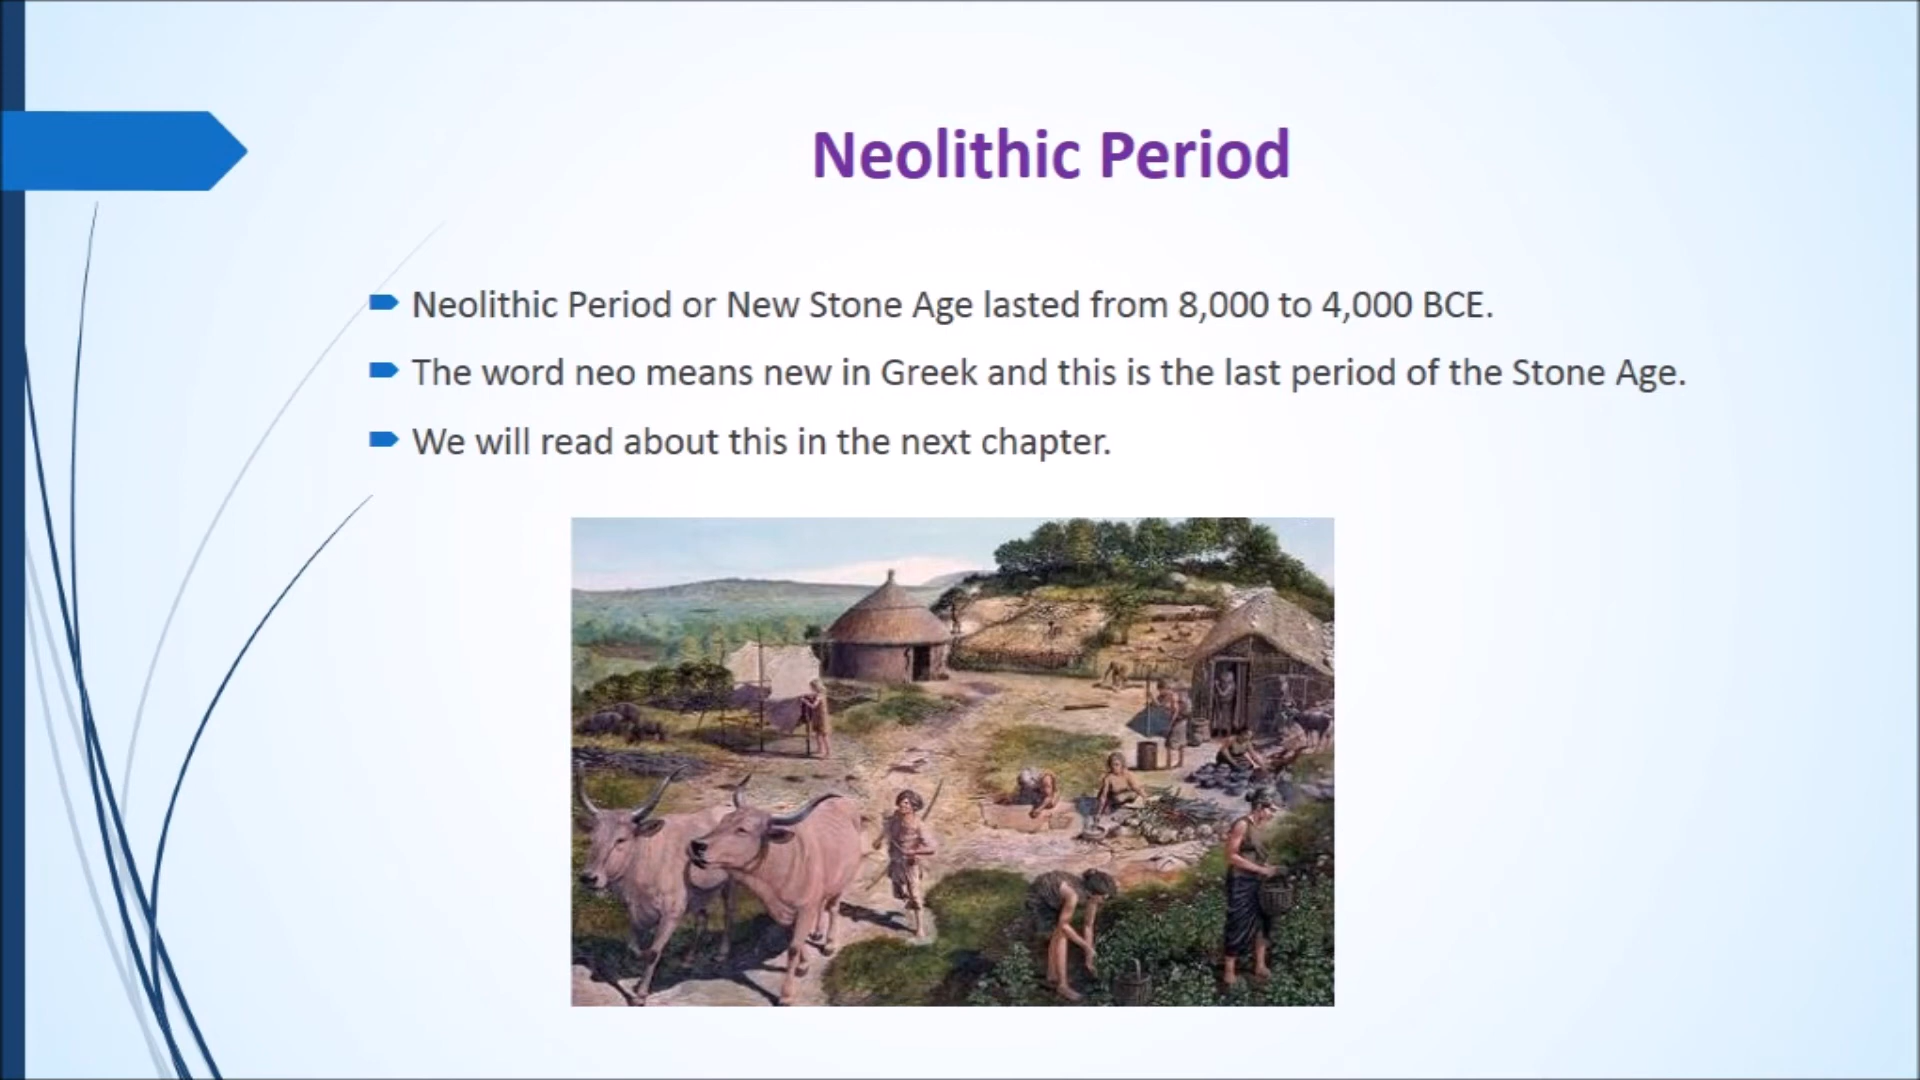 Neolithic Period
Neolithic Period or New Stone Age lasted from 8,000 to 4,000 BCE.
The word neo means new in Greek and this is the last period of the Stone Age.
We will read about this in the next chapter.